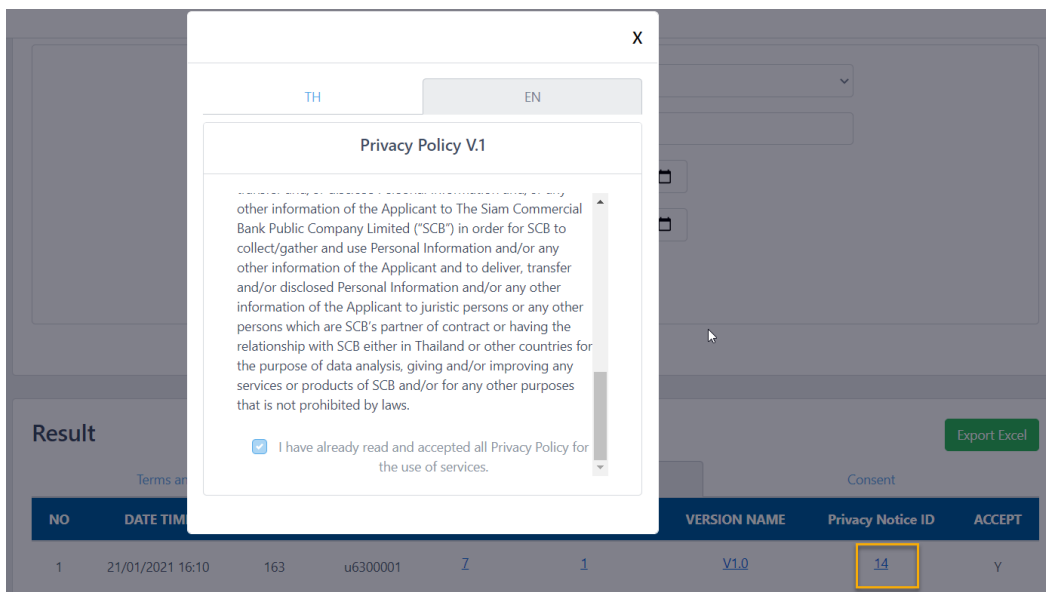 X
TH EN
Privacy Policy V.1
other information of the Applicant to The Siam Commercial
Bank Public Company Limited ("SCB") in order for SCB to
collect/gather and use Personal Information and/or any
other information of the Applicant and to deliver, transfer
and/or disclosed Personal Information and/or any other
information of the Applicant to juristic persons or any other
persons which are SCB's partner of contract or having the
relationship with SCB either in Thailand or other countries for
the purpose of data analysis, giving and/or improving any
services or products of SCB and/or for any other purposes
that is not prohibited by laws.
I have already read and accepted all Privacy Policy for
the use of services.
Result
Export Excel
Terms Consent
NO DATE VERSION NAME Privacy Notice ID ACCEPT
1 21/01/2021 16:10 163 u6300001 7 1 V1.0 14 Y